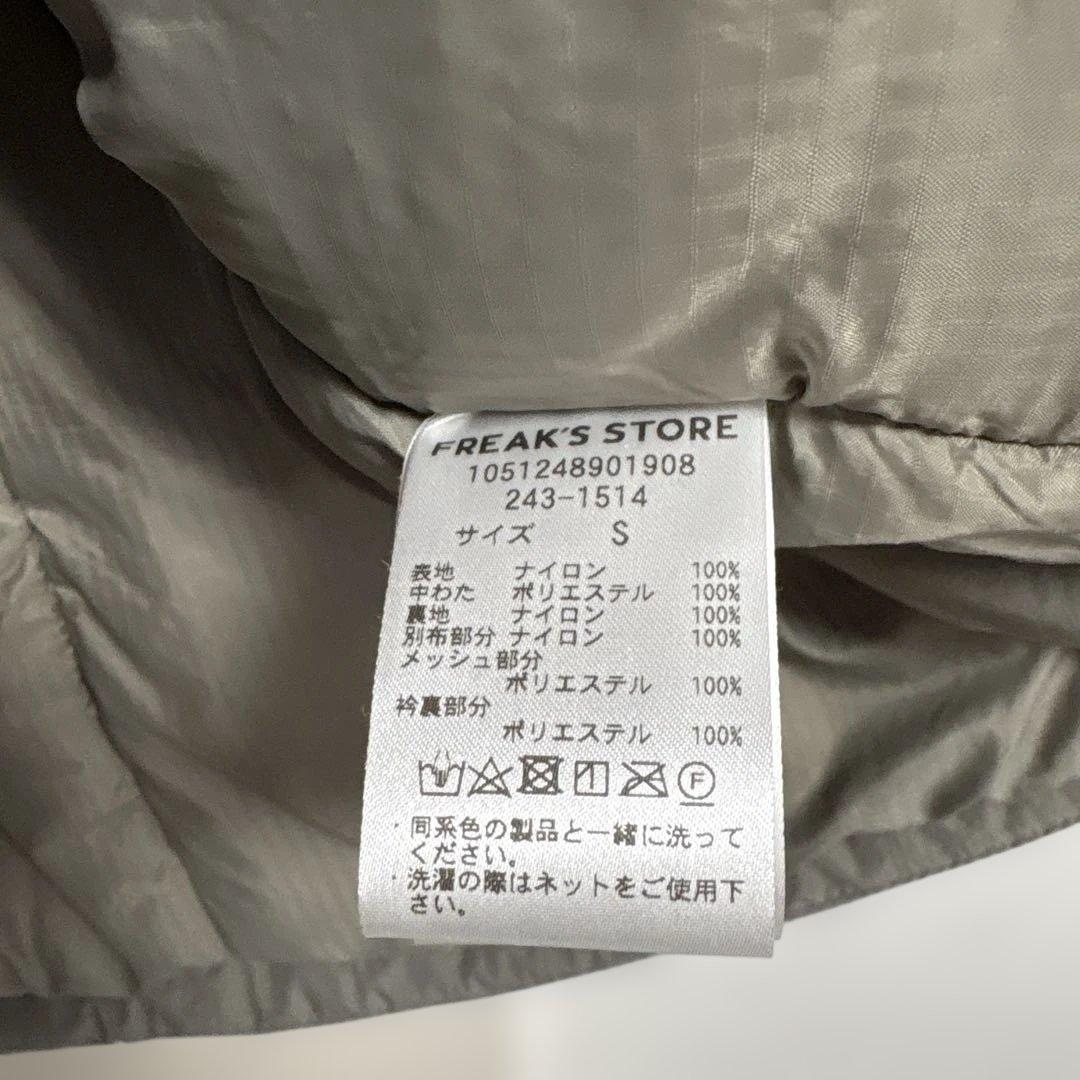 FREAK'S STORE
1051248901908
243-1514
サイズ S
表地 ナイロン 100%
中わた ポリエステル 100%
裏地 ナイロン 100%
別布部分 ナイロン 100%
メッシュ部分
ポリエステル 100%
衿裏部分
ポリエステル 100%
F
・同系色の製品と一緒に洗って
ください。
・洗濯の際はネットをご使用下
さい。